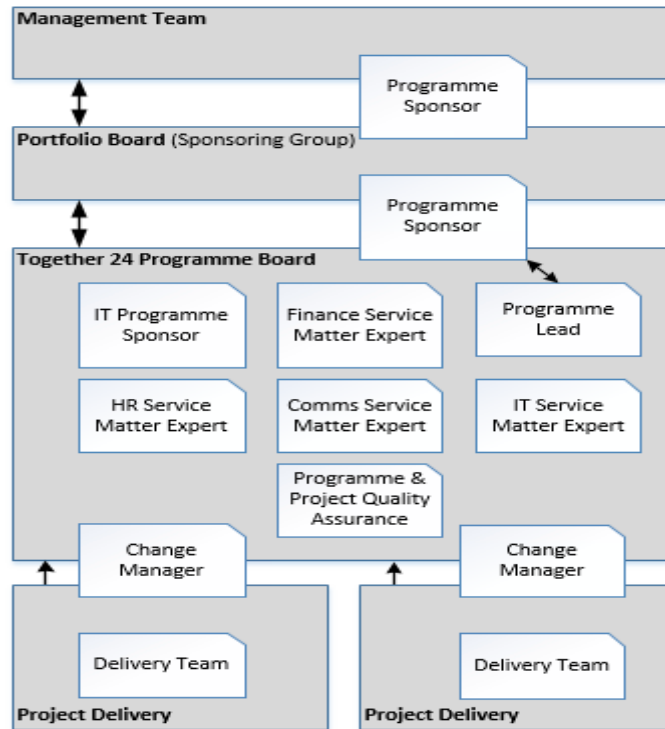 Management Team
Programme
Sponsor
Portfolio Board (Sponsoring Group)
Programme
Sponsor
Together 24 Programme Board
IT Programme
Sponsor
Finance Service
Matter Expert
Programme
Lead
HR Service
Matter Expert
Comms Service
Matter Expert
IT Service
Matter Expert
Programme &
Project Quality
Assurance
Change
Manager
Change
Manager
Delivery Team
Delivery Team
Project Delivery
Project Delivery